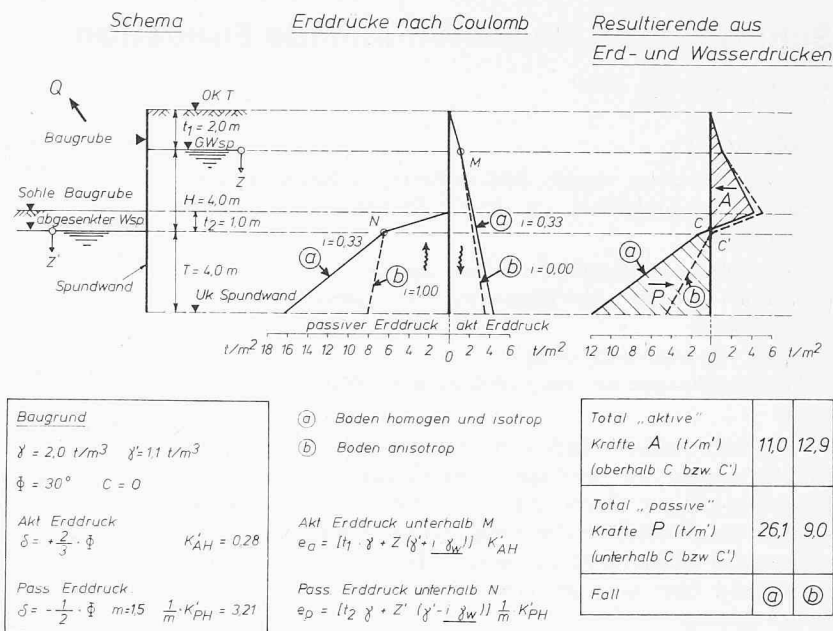 Schema
Erddrücke nach Coulomb
Resultierende aus
Erd- und Wasserdrücken
Q
OK T
t₁ = 2,0 m
G.W.sp
Baugrube
Z
M
Sohle Baugrube
H = 4,0 m
abgesenkter Wsp
t₂ = 1,0 m
N
i = 0,33
a
i = 0,33
a
A
C
C'
a
Z'
T = 4,0 m
b
i = 1,00
b
i = 0,00
P
b
Spundwand
Uk Spundwand
passiver Erddruck
akt Erddruck
t/m² 18 16 14 12 10 8 6 4 2 0 2 4 6 t/m²
t/m² 12 10 8 6 4 2 0 2 4 6 t/m²
Baugrund
γ = 2,0 t/m³ γ' = 1,1 t/m³
Φ = 30° C = 0
Akt Erddruck
δ = + 2/3 · Φ K'AH = 0,28
Pass Erddruck
δ = - 1/2 · Φ m = 1,5 1/m · K'PH = 3,21
a Boden homogen und isotrop
b Boden anisotrop
Akt Erddruck unterhalb M
eₐ = [t₁ · γ + Z (γ' + i γw)] K'AH
Pass. Erddruck unterhalb N
eₚ = [t₂ γ + Z' (γ' - i γw)] 1/m K'PH
Total „aktive"
Krafte A (t/m') 11,0 12,9
(oberhalb C bzw C')
Total „passive"
Krafte P (t/m') 26,1 9,0
(unterhalb C bzw C')
Fall a b